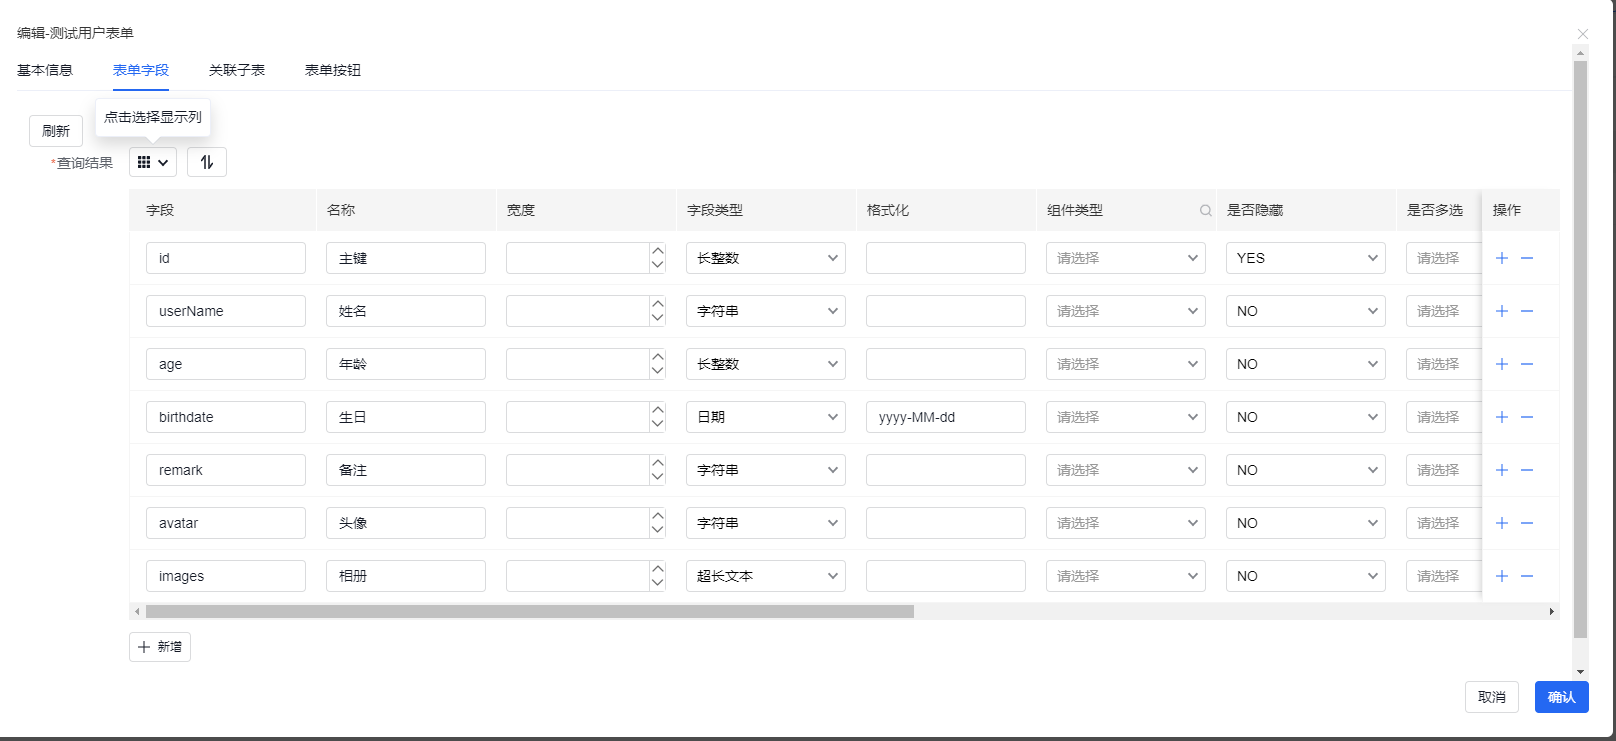 编辑-测试用户表单
基本信息 表单字段 关联子表 表单按钮
点击选择显示列
刷新
*查询结果
字段 名称 宽度 字段类型 格式化 组件类型 是否隐藏 是否多选 操作
id 主键 长整数 请选择 YES 请选择
userName 姓名 字符串 请选择 NO 请选择
age 年龄 长整数 请选择 NO 请选择
birthdate 生日 日期 yyyy-MM-dd 请选择 NO 请选择
remark 备注 字符串 请选择 NO 请选择
avatar 头像 字符串 请选择 NO 请选择
images 相册 超长文本 请选择 NO 请选择
新增
取消 确认